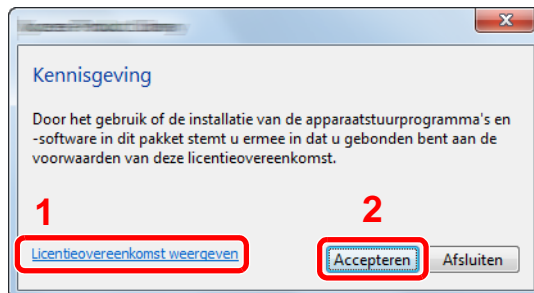 Kennisgeving
Door het gebruik of de installatie van de apparaatstuurprogramma's en
-software in dit pakket stemt u ermee in dat u gebonden bent aan de
voorwaarden van deze licentieovereenkomst.
1
2
Licentieovereenkomst weergeven
Accepteren Afsluiten